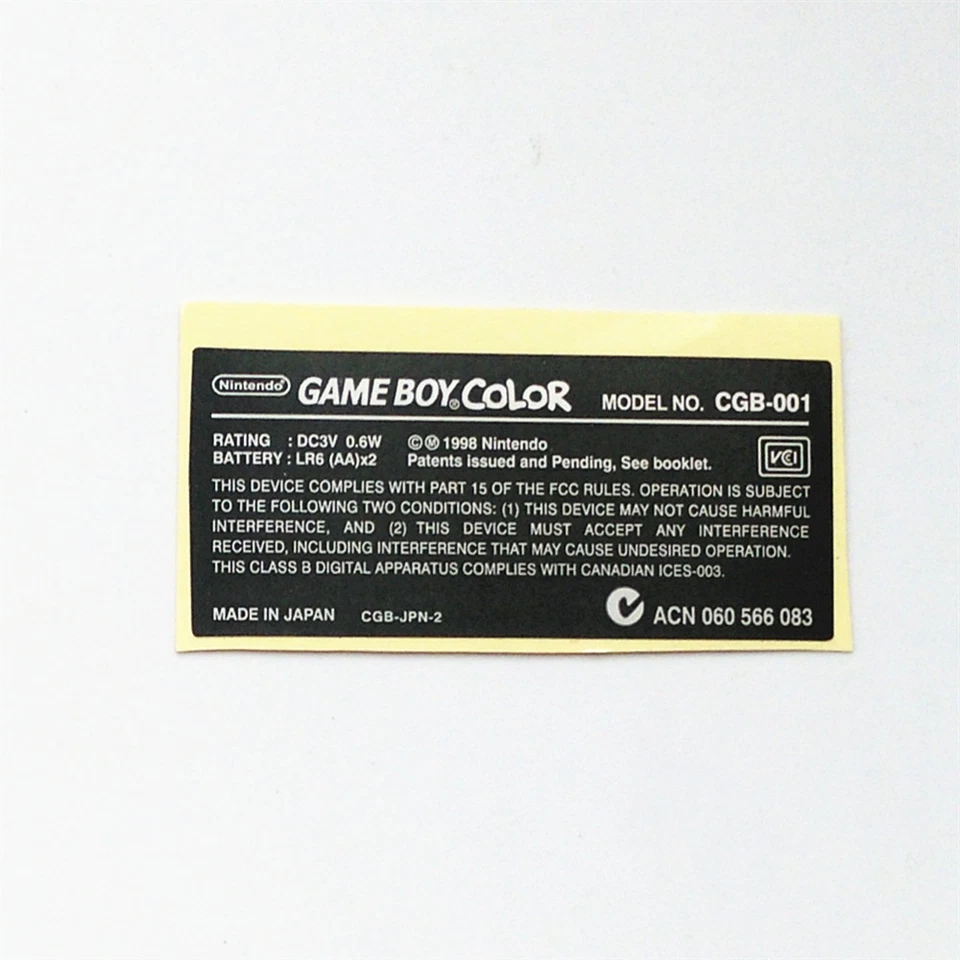 Nintendo® GAME BOY® COLOR MODEL NO. CGB-001
RATING : DC3V 0.6W ©Ⓜ 1998 Nintendo
BATTERY : LR6 (AA)x2 Patents issued and Pending, See booklet.
VCI
THIS DEVICE COMPLIES WITH PART 15 OF THE FCC RULES. OPERATION IS SUBJECT
TO THE FOLLOWING TWO CONDITIONS: (1) THIS DEVICE MAY NOT CAUSE HARMFUL
INTERFERENCE, AND (2) THIS DEVICE MUST ACCEPT ANY INTERFERENCE
RECEIVED, INCLUDING INTERFERENCE THAT MAY CAUSE UNDESIRED OPERATION.
THIS CLASS B DIGITAL APPARATUS COMPLIES WITH CANADIAN ICES-003.
MADE IN JAPAN CGB-JPN-2 ACN 060 566 083